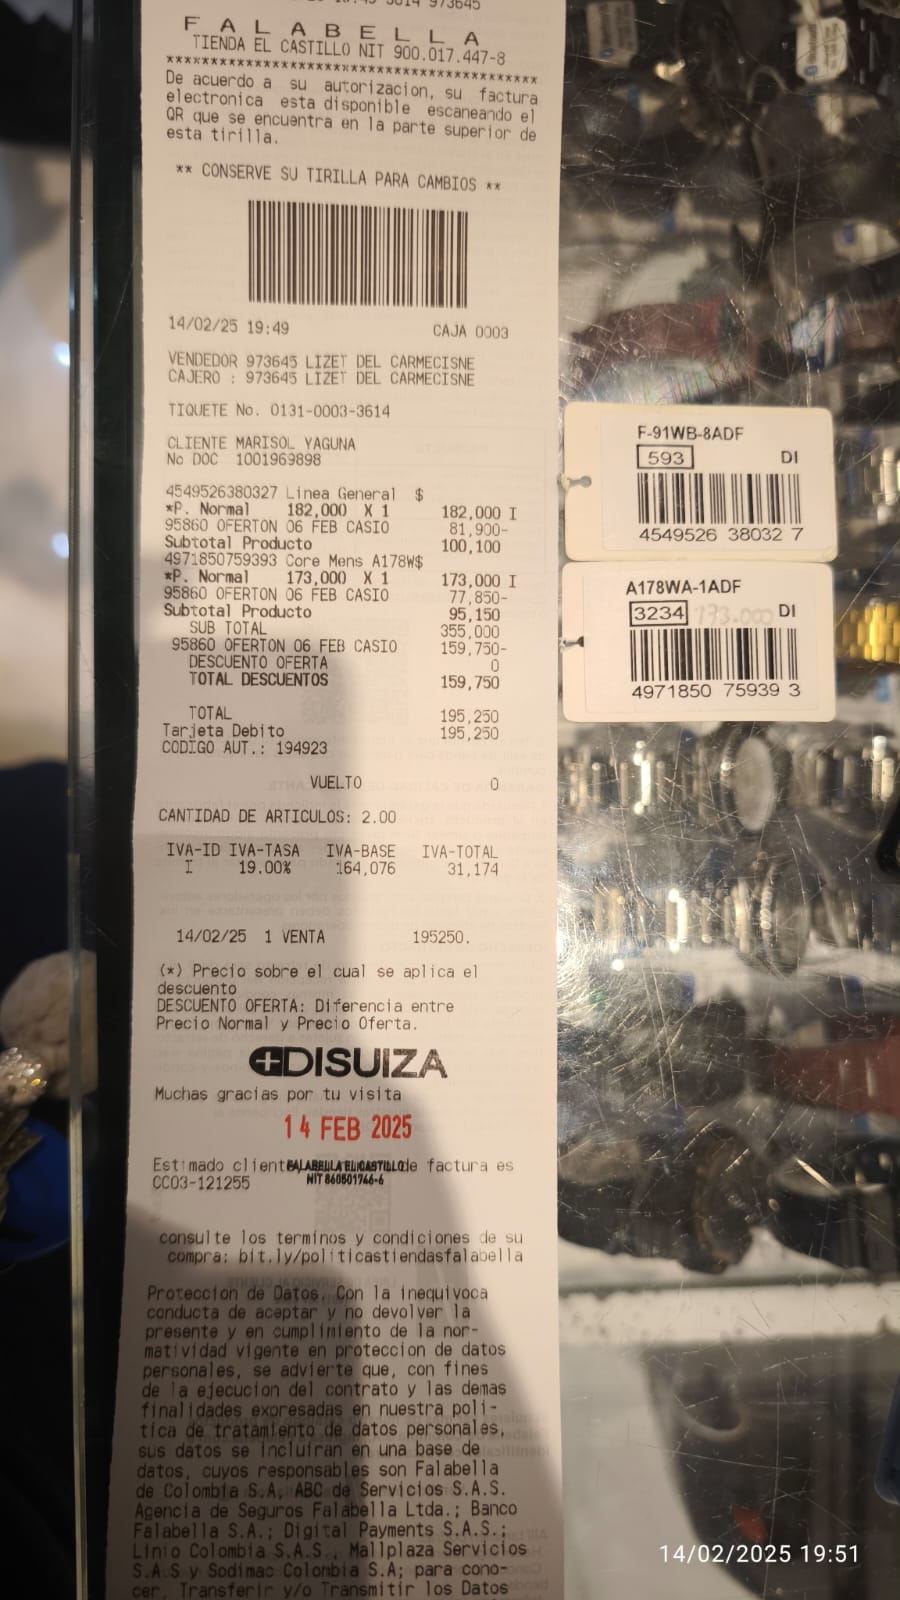 F A L A B E L L A
TIENDA EL CASTILLO NIT 900.017.447-8
****************************************
De acuerdo a su autorizacion, su factura
electronica esta disponible escaneando el
QR que se encuentra en la parte superior de
esta tirilla.
** CONSERVE SU TIRILLA PARA CAMBIOS **
14/02/25 19:49 CAJA 0003
VENDEDOR 973645 LIZET DEL CARMECISNE
CAJERO : 973645 LIZET DEL CARMECISNE
TIQUETE No. 0131-0003-3614
CLIENTE MARISOL YAGUNA
No DOC 1001969898
4549526380327 Linea General $
*P. Normal 182,000 X 1 182,000 I
95860 OFERTON 06 FEB CASIO 81,900-
Subtotal Producto 100,100
4971850759393 Core Mens A178W$
*P. Normal 173,000 X 1 173,000 I
95860 OFERTON 06 FEB CASIO 77,850-
Subtotal Producto 95,150
SUB TOTAL 355,000
95860 OFERTON 06 FEB CASIO 159,750-
DESCUENTO OFERTA 0
TOTAL DESCUENTOS 159,750
TOTAL 195,250
Tarjeta Debito 195,250
CODIGO AUT.: 194923
VUELTO 0
CANTIDAD DE ARTICULOS: 2.00
IVA-ID IVA-TASA IVA-BASE IVA-TOTAL
I 19.00% 164,076 31,174
14/02/25 1 VENTA 195250.
(*) Precio sobre el cual se aplica el
descuento
DESCUENTO OFERTA: Diferencia entre
Precio Normal y Precio Oferta.
DISUIZA
Muchas gracias por tu visita
14 FEB 2025
Estimado cliente de factura es
FALABELLA EL CASTILLO
NIT 860501746-6
CC03-121255
consulte los terminos y condiciones de su
compra: bit.ly/politicastiendasfalabella
Proteccion de Datos. Con la inequivoca
conducta de aceptar y no devolver la
presente y en cumplimiento de la nor-
matividad vigente en proteccion de datos
personales, se advierte que, con fines
de la ejecucion del contrato y las demas
finalidades expresadas en nuestra poli-
tica de tratamiento de datos personales,
sus datos se incluiran en una base de
datos, cuyos responsables son Falabella
de Colombia S.A, ABC de Servicios S.A.S.
Agencia de Seguros Falabella Ltda.; Banco
Falabella S.A.; Digital Payments S.A.S.;
Linio Colombia S.A.S., Mallplaza Servicios
S.A.S y Sodimac Colombia S.A; para cono-
cer, Transferir y/o Transmitir los Datos
F-91WB-8ADF
593 DI
4549526 38032 7
A178WA-1ADF
3234 173.000 DI
4971850 75939 3
14/02/2025 19:51